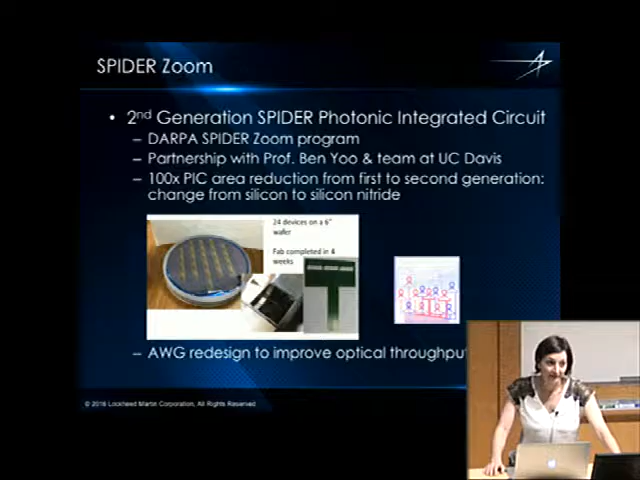 SPIDER Zoom
• 2nd Generation SPIDER Photonic Integrated Circuit
– DARPA SPIDER Zoom program
– Partnership with Prof. Ben Yoo & team at UC Davis
– 100x PIC area reduction from first to second generation:
change from silicon to silicon nitride
24 devices on a 6"
wafer
Fab completed in 4
weeks
– AWG redesign to improve optical throughput
© 2016 Lockheed Martin Corporation, All Rights Reserved